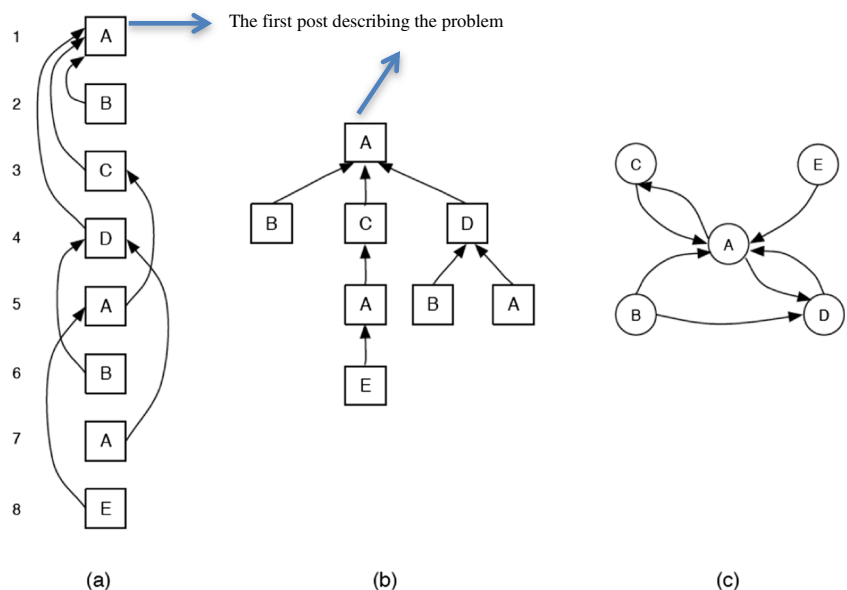 The first post describing the problem
1 A
2 B
3 C
4 D
5 A
6 B
7 A
8 E
(a)
A
B C D
A B A
E
(b)
C E
A
B D
(c)